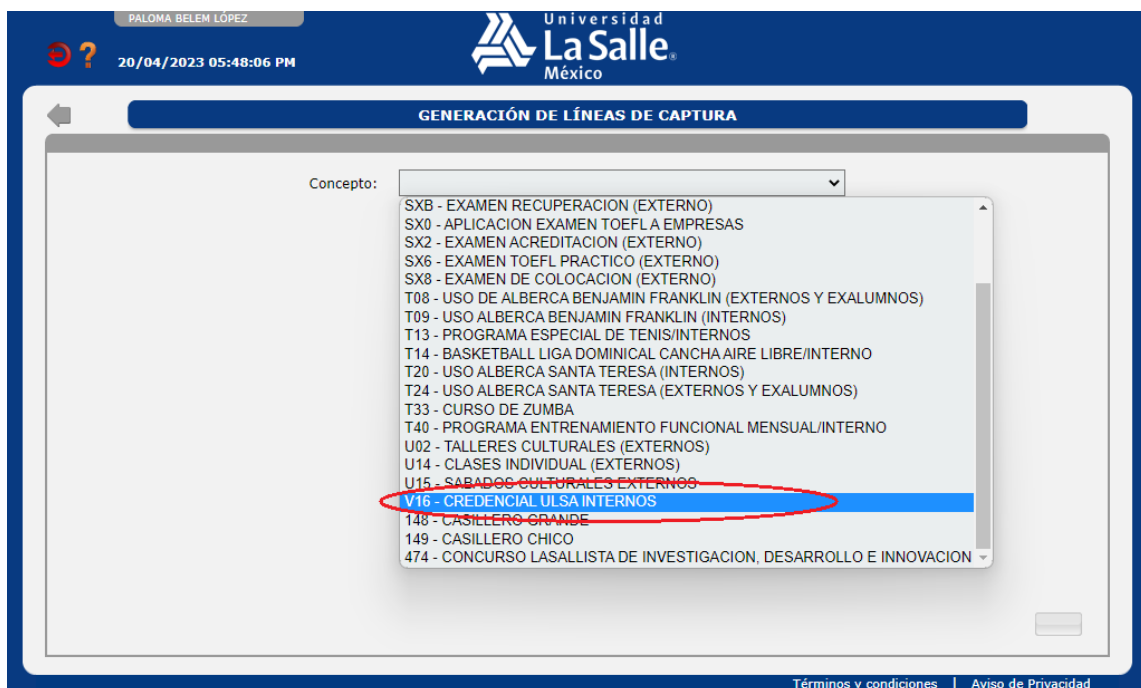 PALOMA BELEM LÓPEZ
20/04/2023 05:48:06 PM
Universidad
La Salle®
México
GENERACIÓN DE LÍNEAS DE CAPTURA
Concepto:
SXB - EXAMEN RECUPERACION (EXTERNO)
SX0 - APLICACION EXAMEN TOEFL A EMPRESAS
SX2 - EXAMEN ACREDITACION (EXTERNO)
SX6 - EXAMEN TOEFL PRACTICO (EXTERNO)
SX8 - EXAMEN DE COLOCACION (EXTERNO)
T08 - USO DE ALBERCA BENJAMIN FRANKLIN (EXTERNOS Y EXALUMNOS)
T09 - USO ALBERCA BENJAMIN FRANKLIN (INTERNOS)
T13 - PROGRAMA ESPECIAL DE TENIS/INTERNOS
T14 - BASKETBALL LIGA DOMINICAL CANCHA AIRE LIBRE/INTERNO
T20 - USO ALBERCA SANTA TERESA (INTERNOS)
T24 - USO ALBERCA SANTA TERESA (EXTERNOS Y EXALUMNOS)
T33 - CURSO DE ZUMBA
T40 - PROGRAMA ENTRENAMIENTO FUNCIONAL MENSUAL/INTERNO
U02 - TALLERES CULTURALES (EXTERNOS)
U14 - CLASES INDIVIDUAL (EXTERNOS)
U15 - SABADOS CULTURALES EXTERNOS
V16 - CREDENCIAL ULSA INTERNOS
148 - CASILLERO GRANDE
149 - CASILLERO CHICO
474 - CONCURSO LASALLISTA DE INVESTIGACION, DESARROLLO E INNOVACION
Términos y condiciones | Aviso de Privacidad